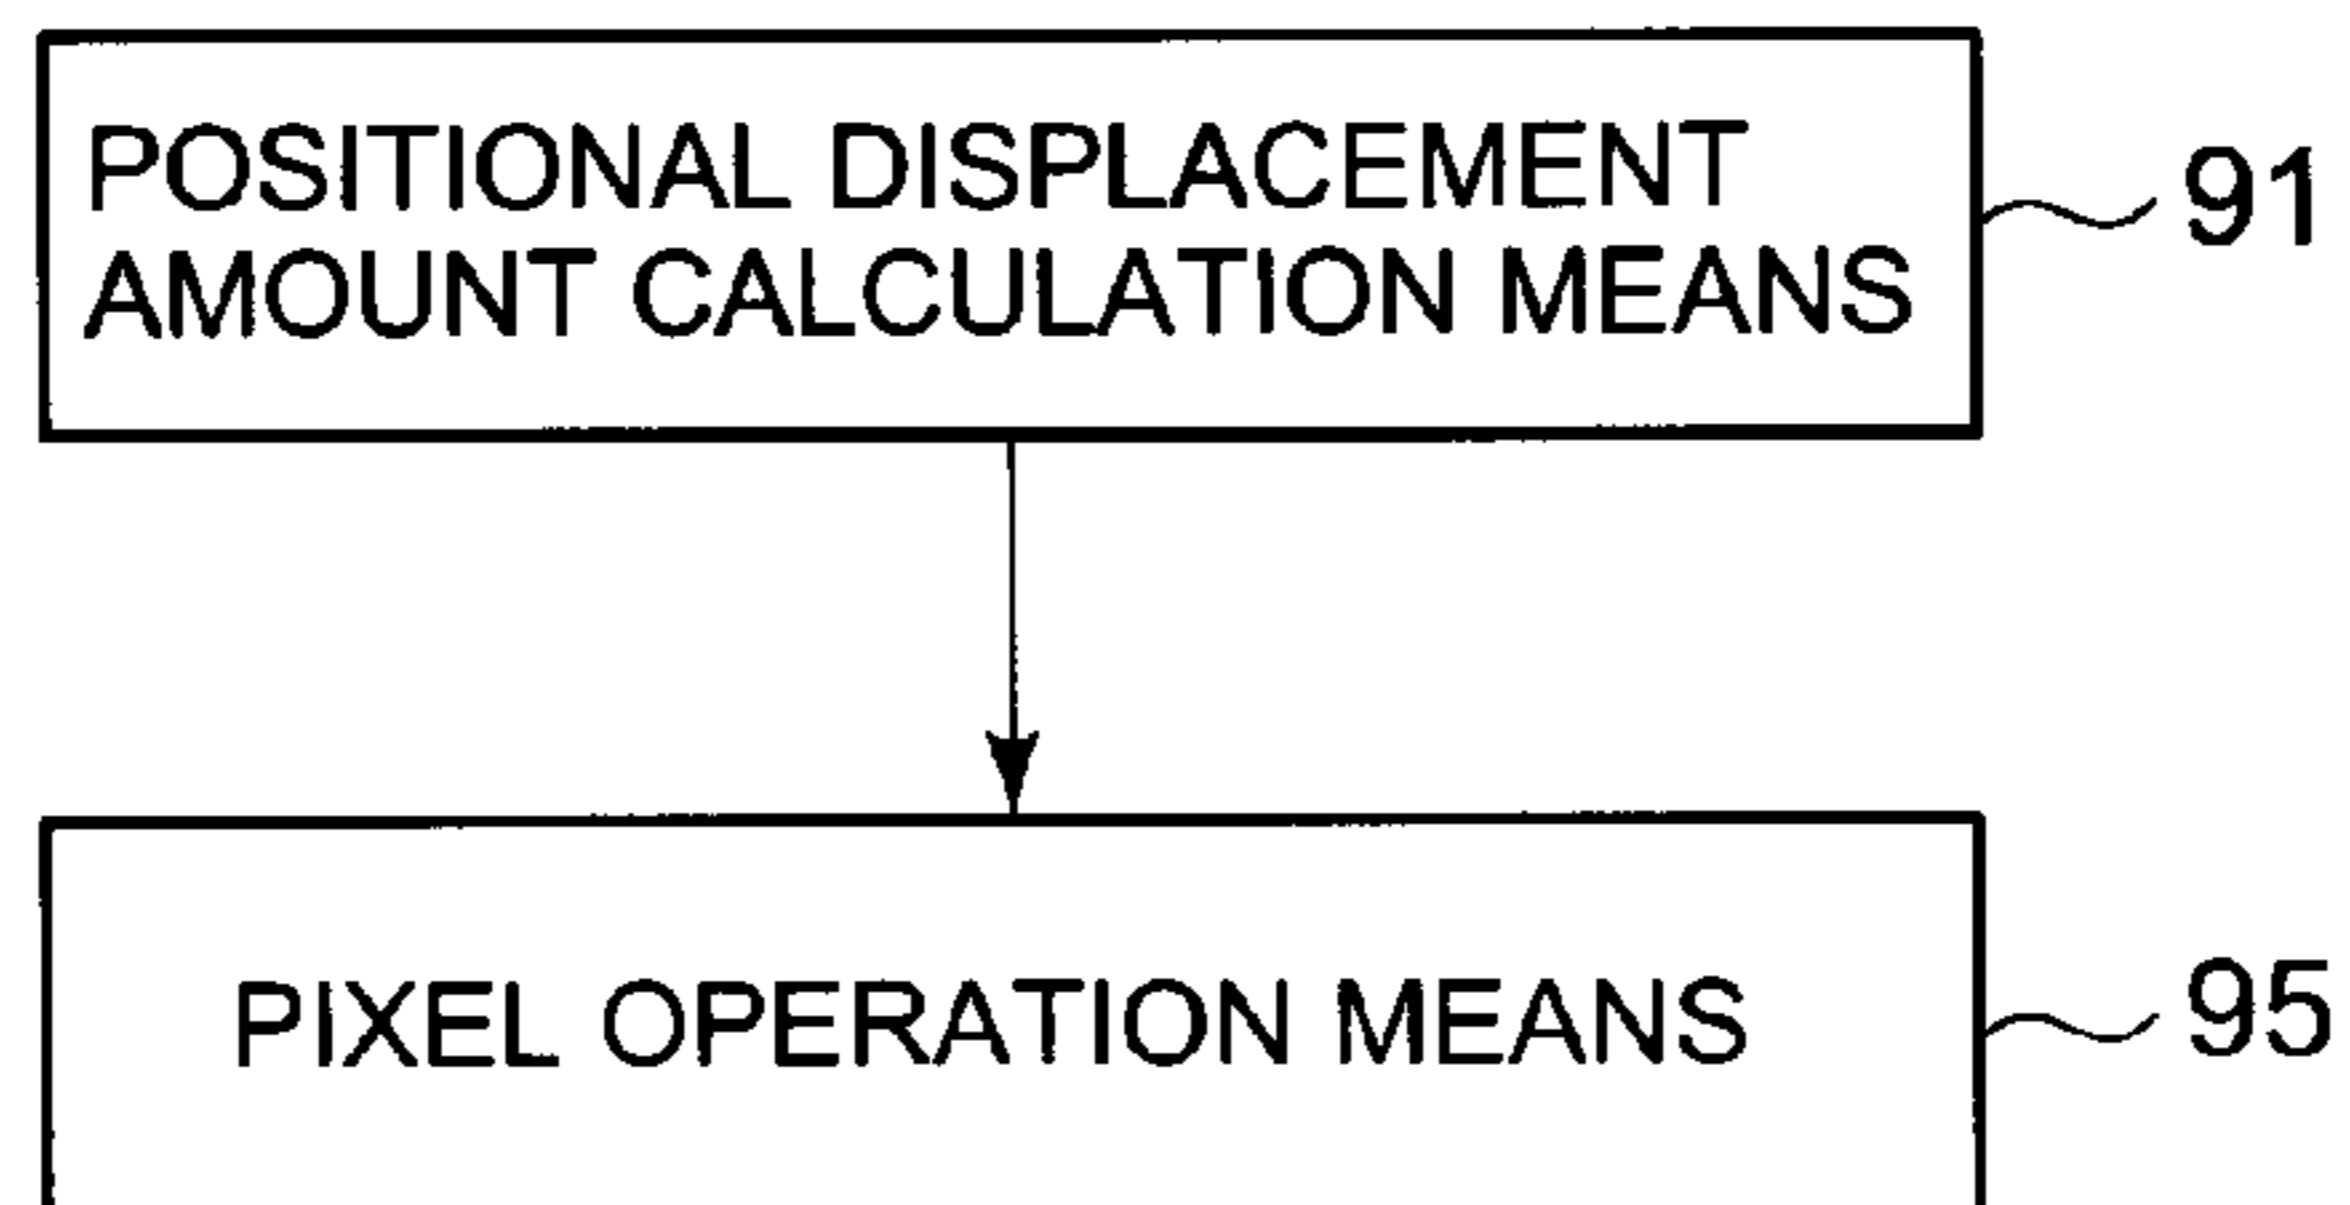 POSITIONAL DISPLACEMENT
AMOUNT CALCULATION MEANS
91
PIXEL OPERATION MEANS
95